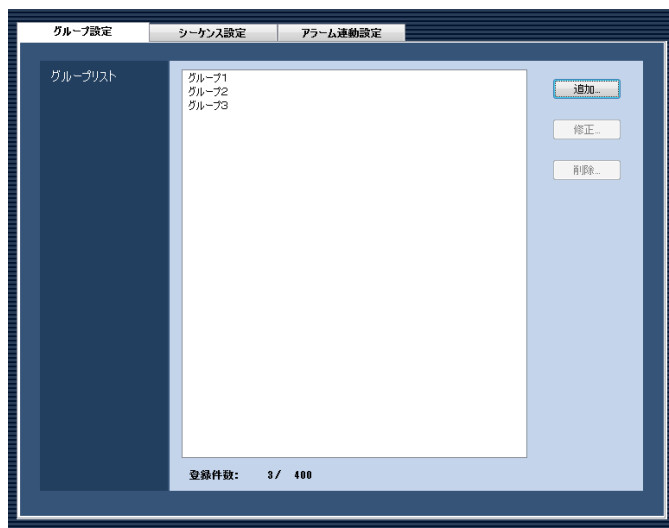 グループ設定 シーケンス設定 アラーム連動設定
グループリスト
グループ1
グループ2
グループ3
追加...
修正...
削除...
登録件数: 3/ 400